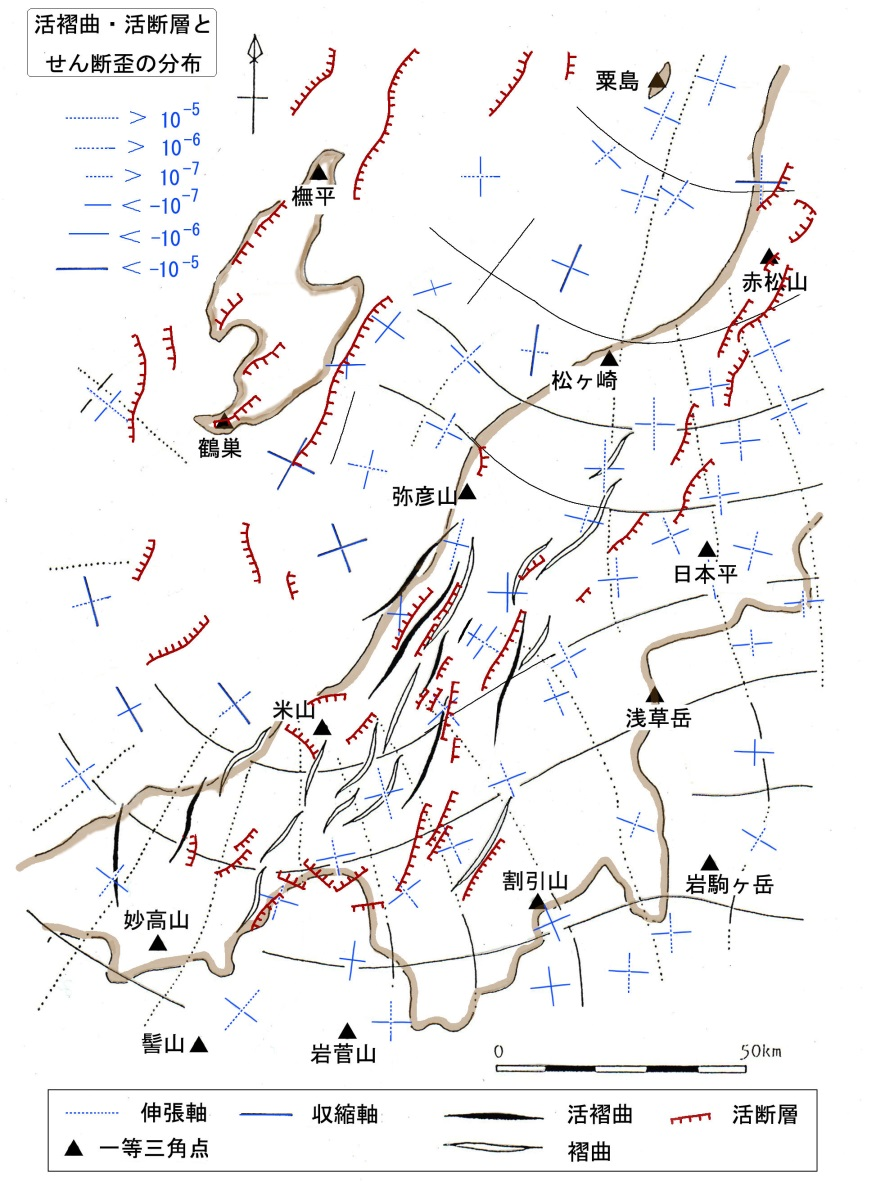 活褶曲・活断層と
せん断歪の分布
> 10⁻⁵
> 10⁻⁶
> 10⁻⁷
< -10⁻⁷
< -10⁻⁶
< -10⁻⁵
粟島
橅平
赤松山
松ヶ崎
鶴巣
弥彦山
日本平
米山
浅草岳
割引山
岩駒ヶ岳
妙高山
髻山
岩菅山
0 50km
伸張軸 収縮軸 活褶曲 活断層
一等三角点 褶曲